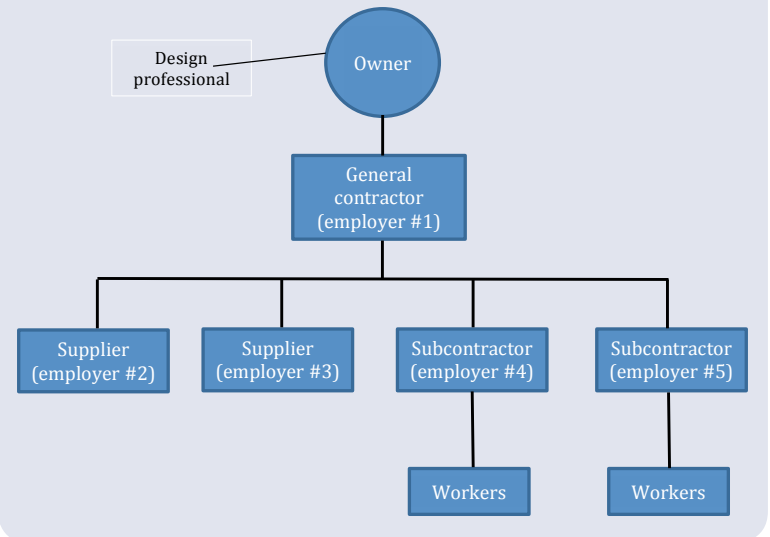 Design
professional
Owner
General
contractor
(employer #1)
Supplier
(employer #2)
Supplier
(employer #3)
Subcontractor
(employer #4)
Subcontractor
(employer #5)
Workers
Workers